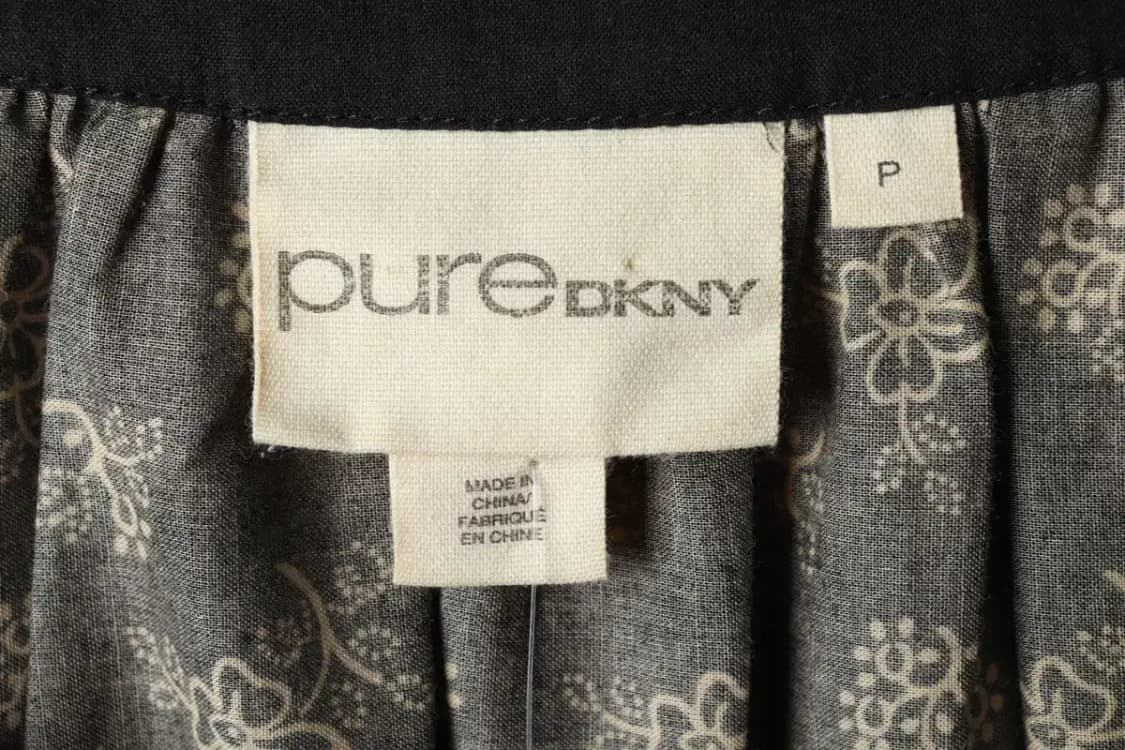 pureDKNY
P
MADE IN
CHINA/
FABRIQUÉ
EN CHINE